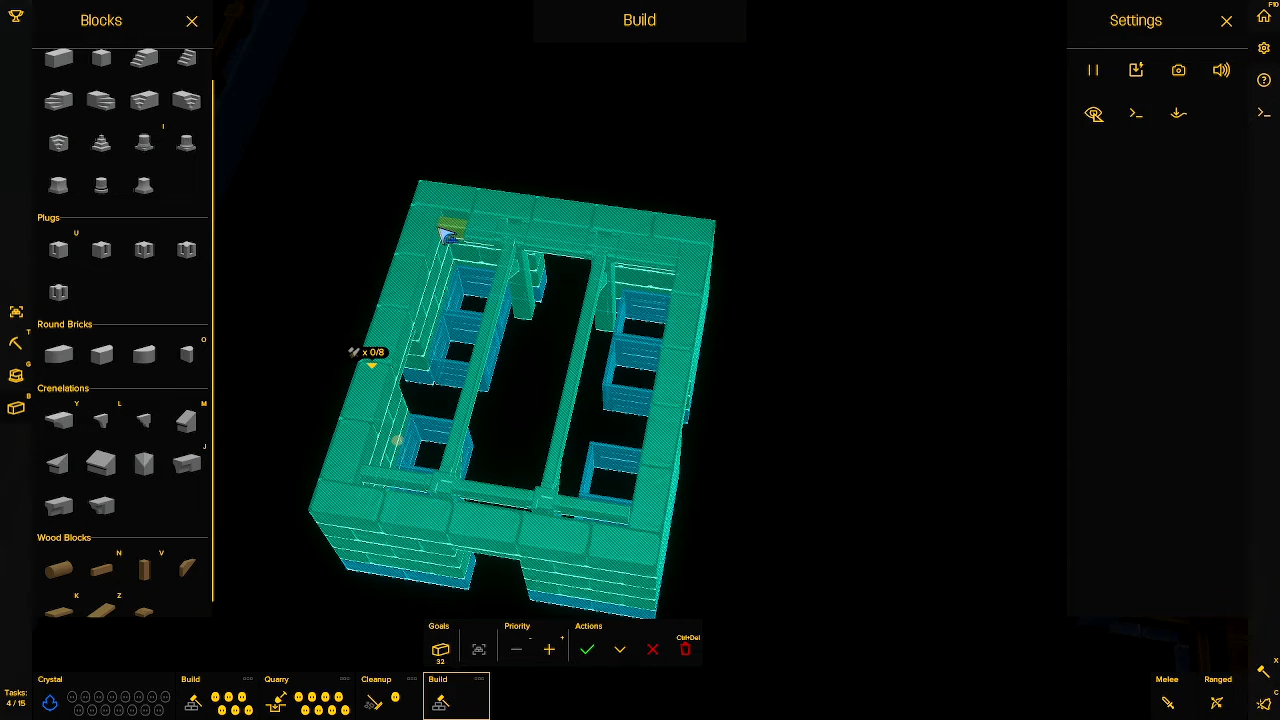 Blocks
Build
Settings
F10
I
Plugs
U
Round Bricks
O
Crenelations
Y
L
M
J
Wood Blocks
N
V
K
Z
T
G
B
x 0/8
Goals
Priority
Actions
-
+
Ctrl+Del
32
Tasks:
4 / 15
Crystal
Build
Quarry
Cleanup
Build
Melee
Ranged
X
C